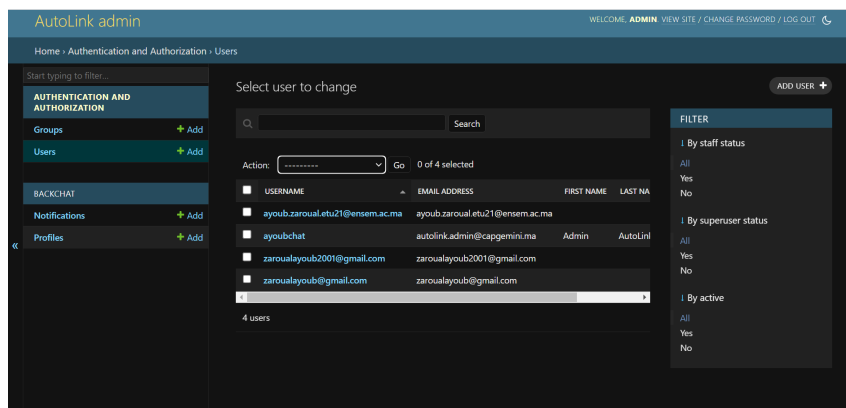 AutoLink admin
WELCOME, ADMIN. VIEW SITE / CHANGE PASSWORD / LOG OUT
Home › Authentication and Authorization › Users
Start typing to filter...
AUTHENTICATION AND AUTHORIZATION
Groups + Add
Users + Add
BACKCHAT
Notifications + Add
Profiles + Add
«
Select user to change
ADD USER +
Search
Action: --------- Go 0 of 4 selected
USERNAME EMAIL ADDRESS FIRST NAME LAST NA
ayoub.zaroual.etu21@ensem.ac.ma ayoub.zaroual.etu21@ensem.ac.ma
ayoubchat autolink.admin@capgemini.ma Admin AutoLin
zaroualayoub2001@gmail.com zaroualayoub2001@gmail.com
zaroualayoub@gmail.com zaroualayoub@gmail.com
4 users
FILTER
↓ By staff status
All
Yes
No
↓ By superuser status
All
Yes
No
↓ By active
All
Yes
No